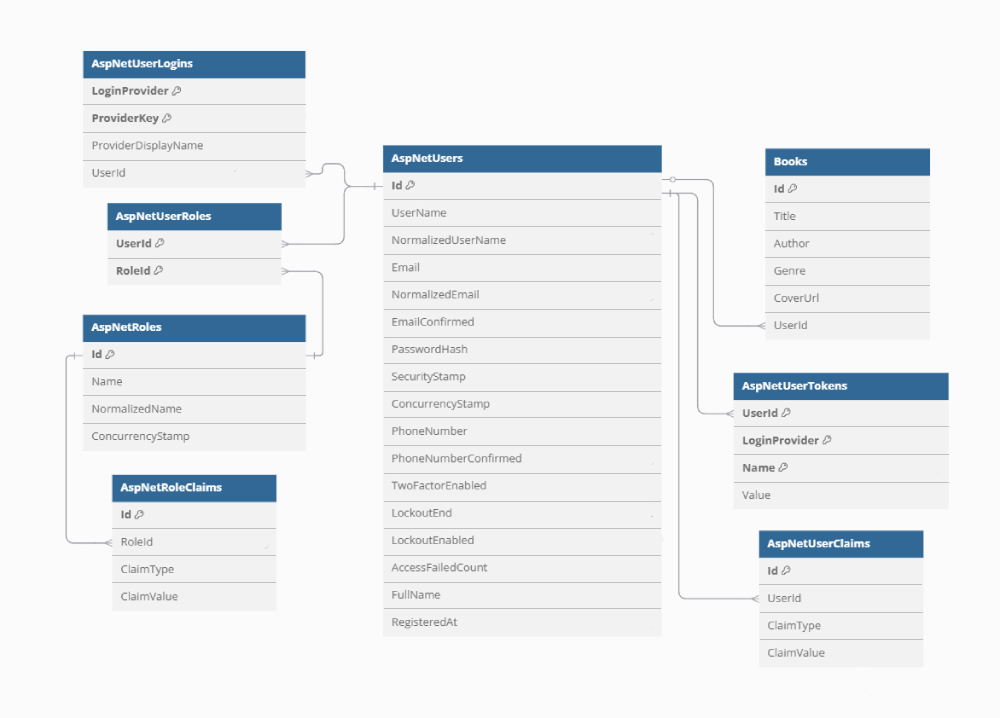 AspNetUserLogins
LoginProvider
ProviderKey
ProviderDisplayName
UserId
AspNetUserRoles
UserId
RoleId
AspNetRoles
Id
Name
NormalizedName
ConcurrencyStamp
AspNetRoleClaims
Id
RoleId
ClaimType
ClaimValue
AspNetUsers
Id
UserName
NormalizedUserName
Email
NormalizedEmail
EmailConfirmed
PasswordHash
SecurityStamp
ConcurrencyStamp
PhoneNumber
PhoneNumberConfirmed
TwoFactorEnabled
LockoutEnd
LockoutEnabled
AccessFailedCount
FullName
RegisteredAt
Books
Id
Title
Author
Genre
CoverUrl
UserId
AspNetUserTokens
UserId
LoginProvider
Name
Value
AspNetUserClaims
Id
UserId
ClaimType
ClaimValue